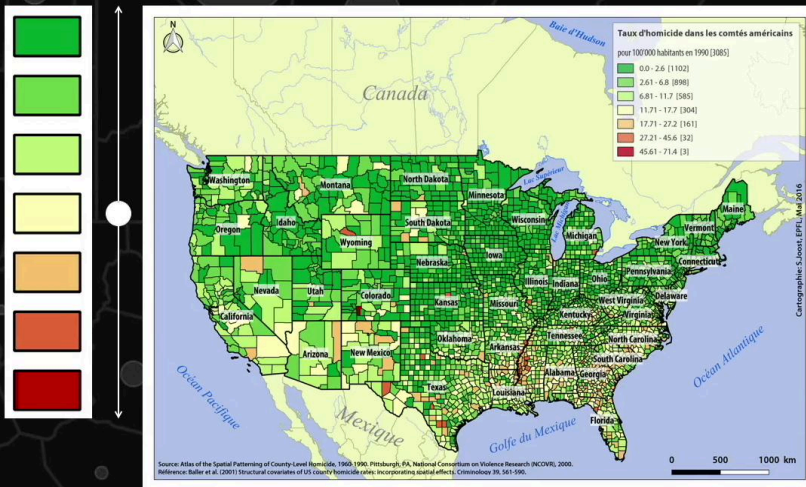 N
Baie d'Hudson
Taux d'homicide dans les comtés américains
pour 100'000 habitants en 1990 [3085]
0.0 - 2.6 [1102]
2.61 - 6.8 [898]
6.81 - 11.7 [585]
11.71 - 17.7 [304]
17.71 - 27.2 [161]
27.21 - 45.6 [32]
45.61 - 71.4 [3]
Canada
Lac Supérieur
Washington
Montana
North Dakota
Minnesota
Maine
Oregon
Idaho
South Dakota
Wisconsin
Lac Michigan
Michigan
Vermont
Wyoming
New York
Nebraska
Iowa
Connecticut
Pennsylvania
Nevada
Utah
Colorado
Illinois
Indiana
Ohio
Delaware
Kansas
Missouri
West Virginia
California
Kentucky
Virginia
Oklahoma
Tennessee
North Carolina
Arizona
New Mexico
Arkansas
South Carolina
Alabama
Georgia
Texas
Louisiana
Florida
Océan Pacifique
Mexique
Golfe du Mexique
Océan Atlantique
Cartographie: S.Joost, EPFL, Mai 2016
0 500 1000 km
Source: Atlas of the Spatial Patterning of County-Level Homicide, 1960-1990. Pittsburgh, PA, National Consortium on Violence Research (NCOVR), 2000.
Référence: Baller et al. (2001) Structural covariates of US county homicide rates: incorporating spatial effects. Criminology 39, 561-590.